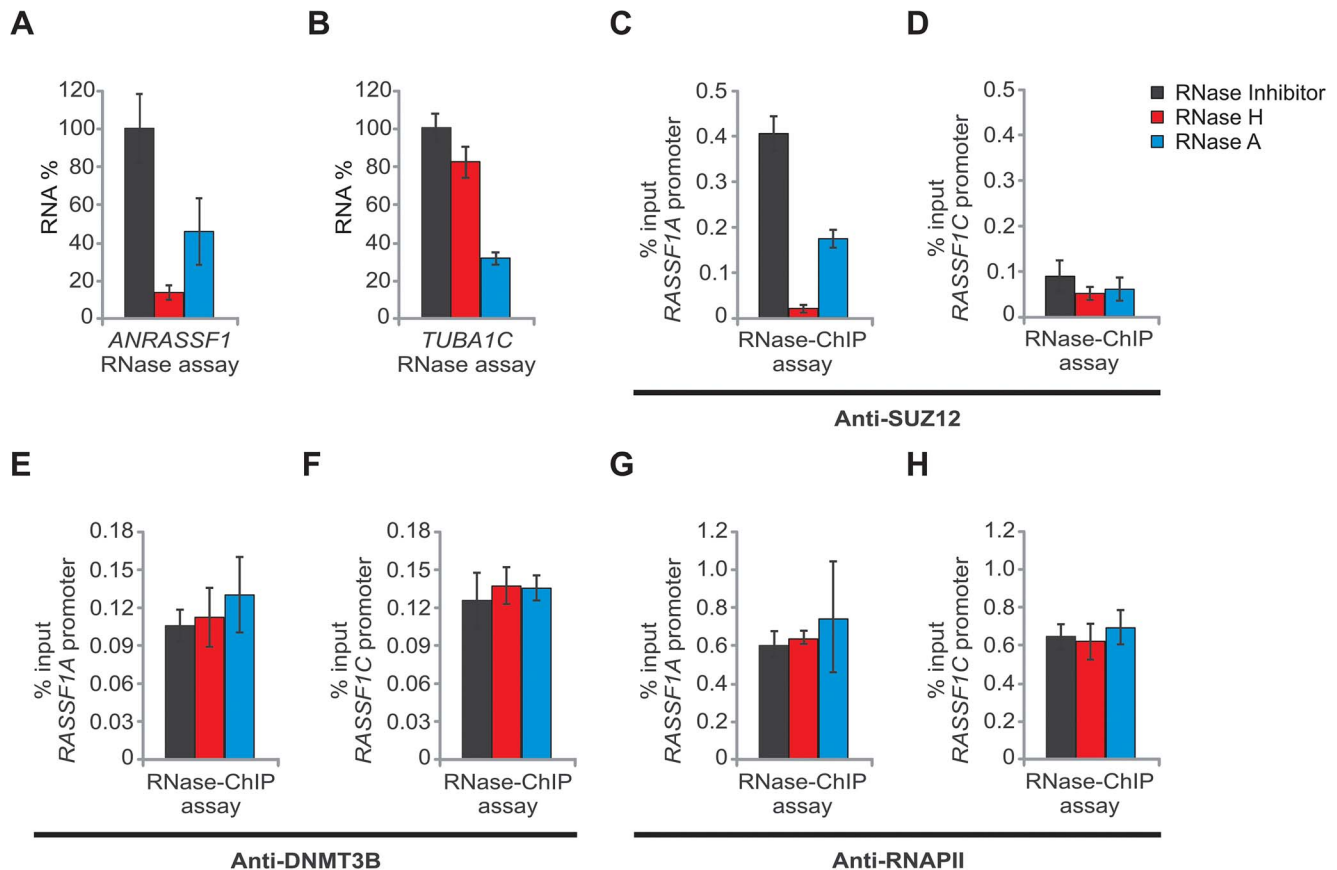 A
B
C
D
RNA %
120
100
80
60
40
20
0
ANRASSF1
RNase assay
RNA %
120
100
80
60
40
20
0
TUBA1C
RNase assay
% input
RASSF1A promoter
0.5
0.4
0.3
0.2
0.1
0
RNase-ChIP
assay
% input
RASSF1C promoter
0.5
0.4
0.3
0.2
0.1
0
RNase-ChIP
assay
RNase Inhibitor
RNase H
RNase A
Anti-SUZ12
E
F
G
H
% input
RASSF1A promoter
0.18
0.15
0.12
0.09
0.06
0.03
0
RNase-ChIP
assay
% input
RASSF1C promoter
0.18
0.15
0.12
0.09
0.06
0.03
0
RNase-ChIP
assay
% input
RASSF1A promoter
1.2
1.0
0.8
0.6
0.4
0.2
0
RNase-ChIP
assay
% input
RASSF1C promoter
1.2
1.0
0.8
0.6
0.4
0.2
0
RNase-ChIP
assay
Anti-DNMT3B
Anti-RNAPII